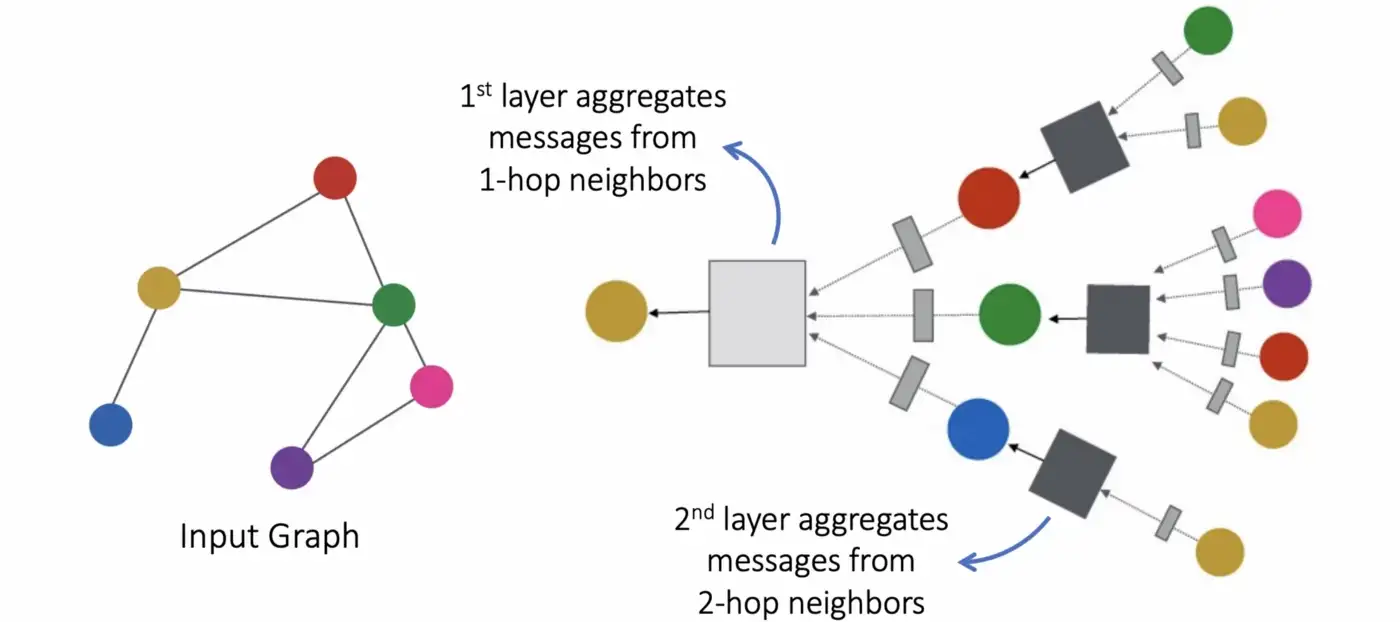 1st layer aggregates
messages from
1-hop neighbors
Input Graph
2nd layer aggregates
messages from
2-hop neighbors